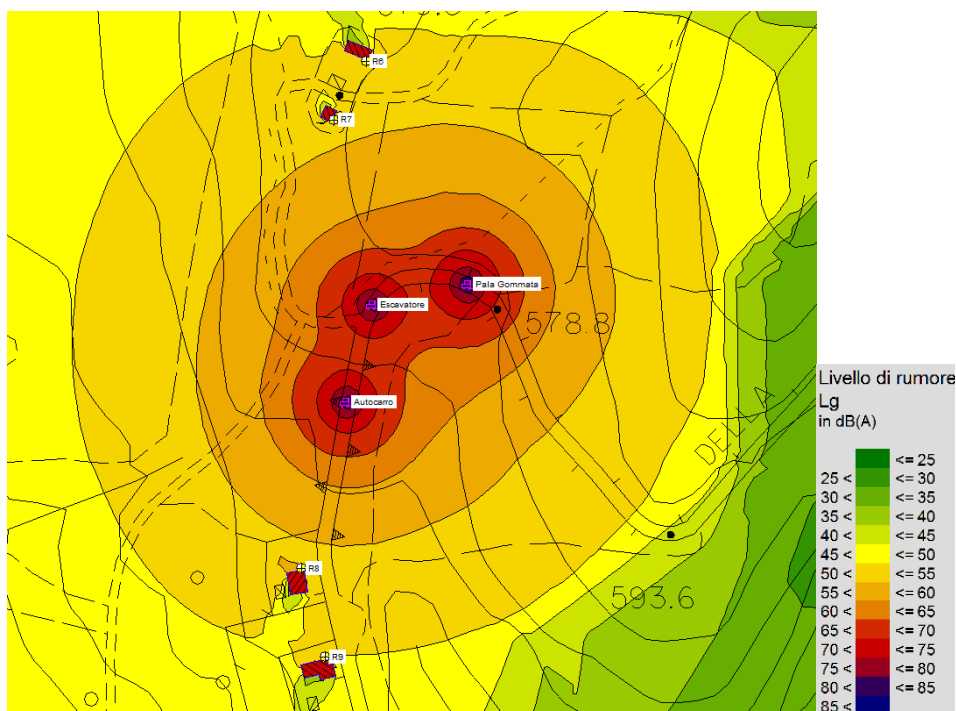 R6
R7
Pala Gommata
Escavatore
578.8
Autocarro
DELLA
R8
593.6
R9
Livello di rumore
Lg
in dB(A)
<= 25
25 < <= 30
30 < <= 35
35 < <= 40
40 < <= 45
45 < <= 50
50 < <= 55
55 < <= 60
60 < <= 65
65 < <= 70
70 < <= 75
75 < <= 80
80 < <= 85
85 <